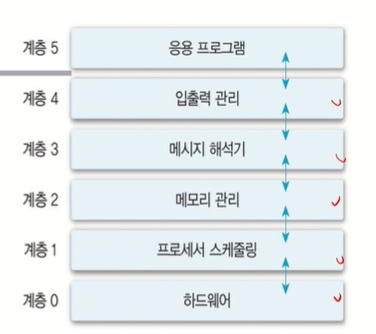 계층 5 응용 프로그램
계층 4 입출력 관리
계층 3 메시지 해석기
계층 2 메모리 관리
계층 1 프로세서 스케줄링
계층 0 하드웨어